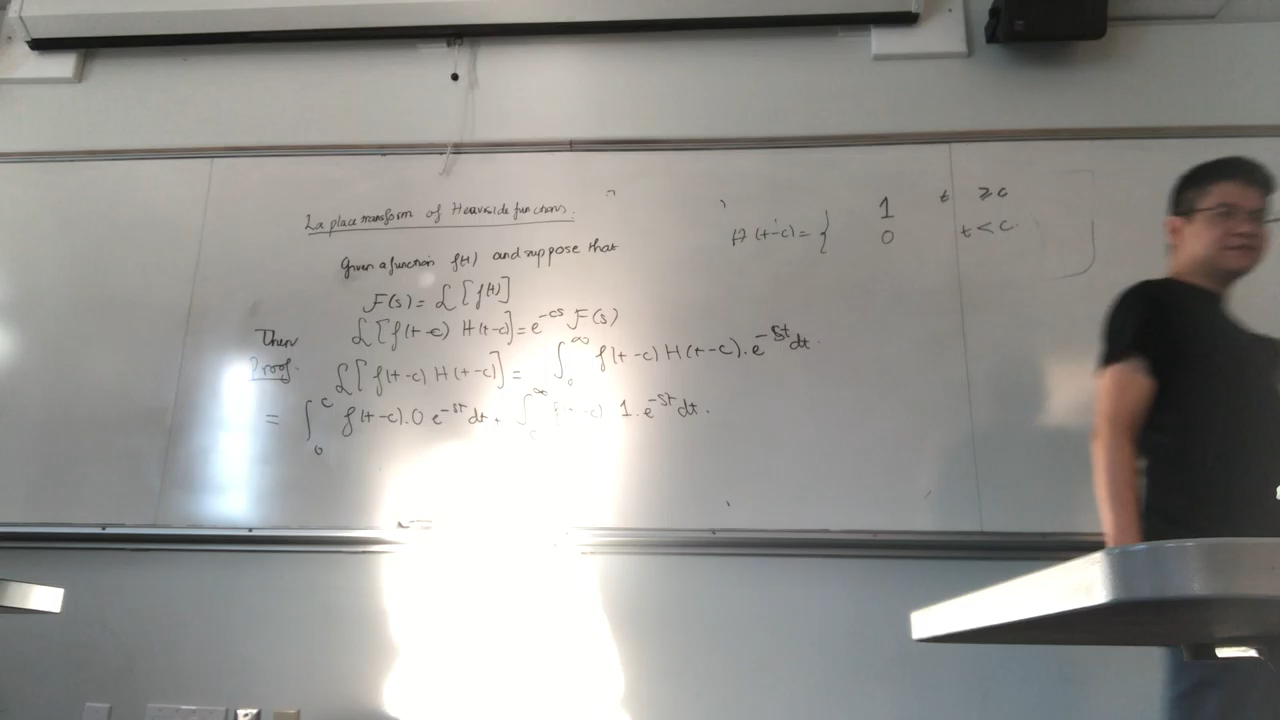 Laplace transform of Heaviside functions.
Given a function f(t) and suppose that
F(s) = ℒ[f(t)]
Then ℒ[f(t-c) H(t-c)] = e^{-cs} F(s)
Proof. ℒ[f(t-c) H(t-c)] = ∫_0^∞ f(t-c) H(t-c). e^{-st} dt.
= ∫_0^c f(t-c).0 e^{-st} dt + ∫_c^∞ f(t-c) 1. e^{-st} dt.
H(t-c) = { 1 t ≥ c
0 t < c.